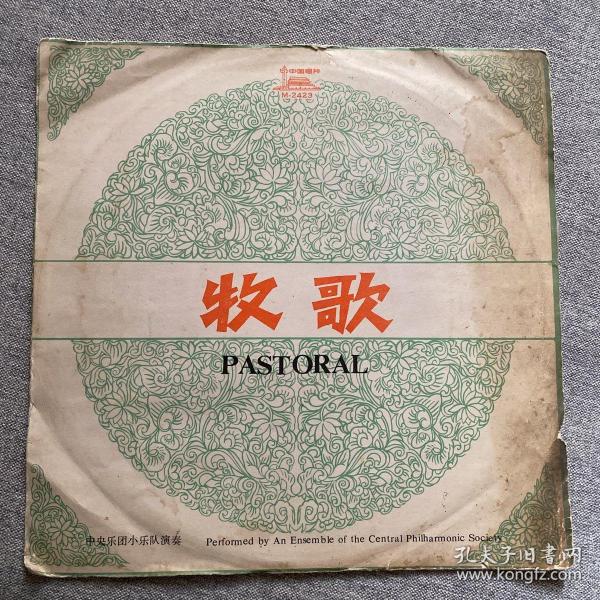 中国唱片
M-2423
牧歌
PASTORAL
中央乐团小乐队演奏 Performed by An Ensemble of the Central Philharmonic Society
孔夫子旧书网
www.kongfz.com